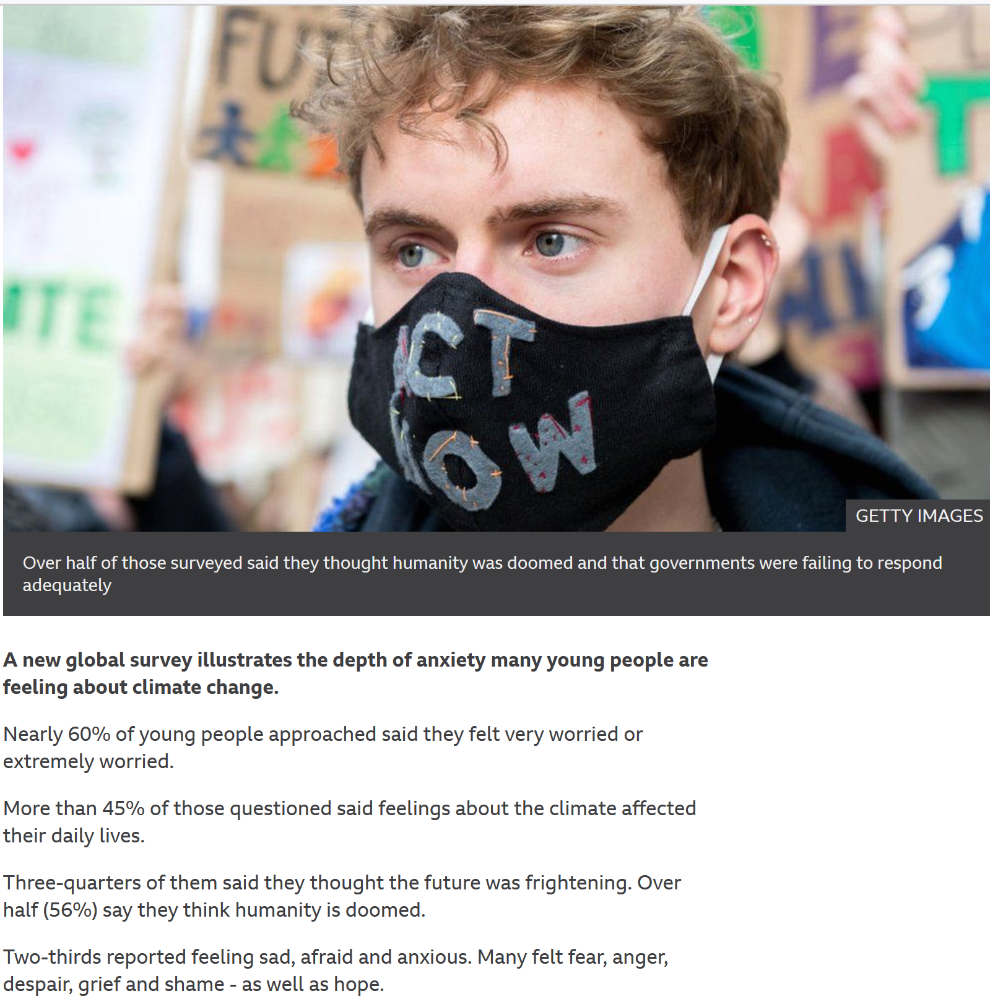 FUT
ATE
T
CT
OW
GETTY IMAGES
Over half of those surveyed said they thought humanity was doomed and that governments were failing to respond
adequately
A new global survey illustrates the depth of anxiety many young people are
feeling about climate change.
Nearly 60% of young people approached said they felt very worried or
extremely worried.
More than 45% of those questioned said feelings about the climate affected
their daily lives.
Three-quarters of them said they thought the future was frightening. Over
half (56%) say they think humanity is doomed.
Two-thirds reported feeling sad, afraid and anxious. Many felt fear, anger,
despair, grief and shame - as well as hope.